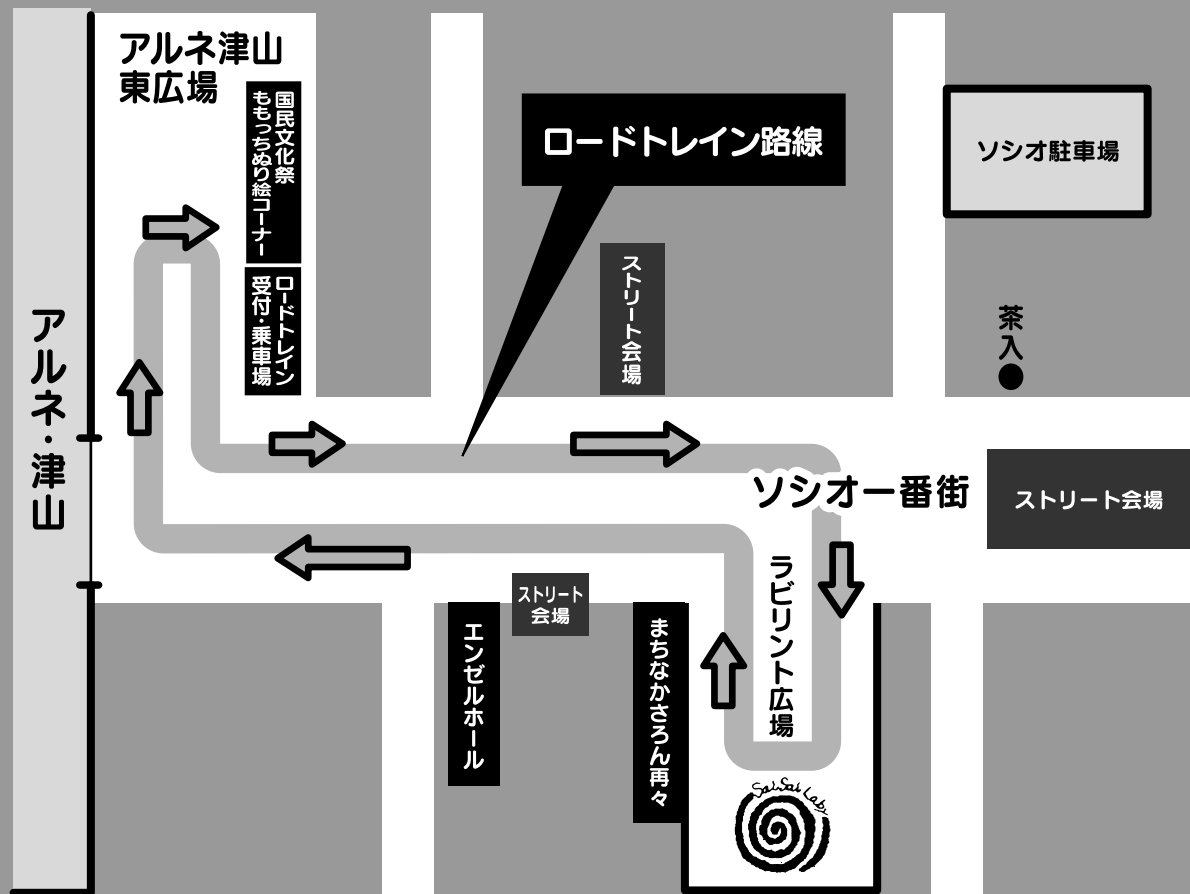 アルネ津山
東広場
国民文化祭
ももっちぬり絵コーナー
ロードトレイン
受付・乗車場
ロードトレイン路線
ソシオ駐車場
ストリート会場
茶入
アルネ・津山
ソシオ一番街
ストリート会場
ストリート
会場
エンゼルホール
まちなかさろん再々
ラビリント広場
SaiSai Laby